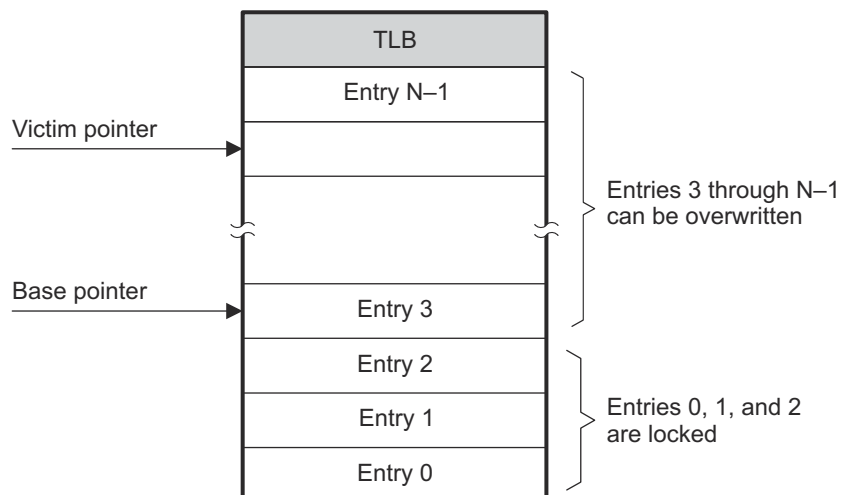 TLB
Entry N–1
Victim pointer
Entries 3 through N–1
can be overwritten
Base pointer
Entry 3
Entry 2
Entry 1
Entries 0, 1, and 2
are locked
Entry 0